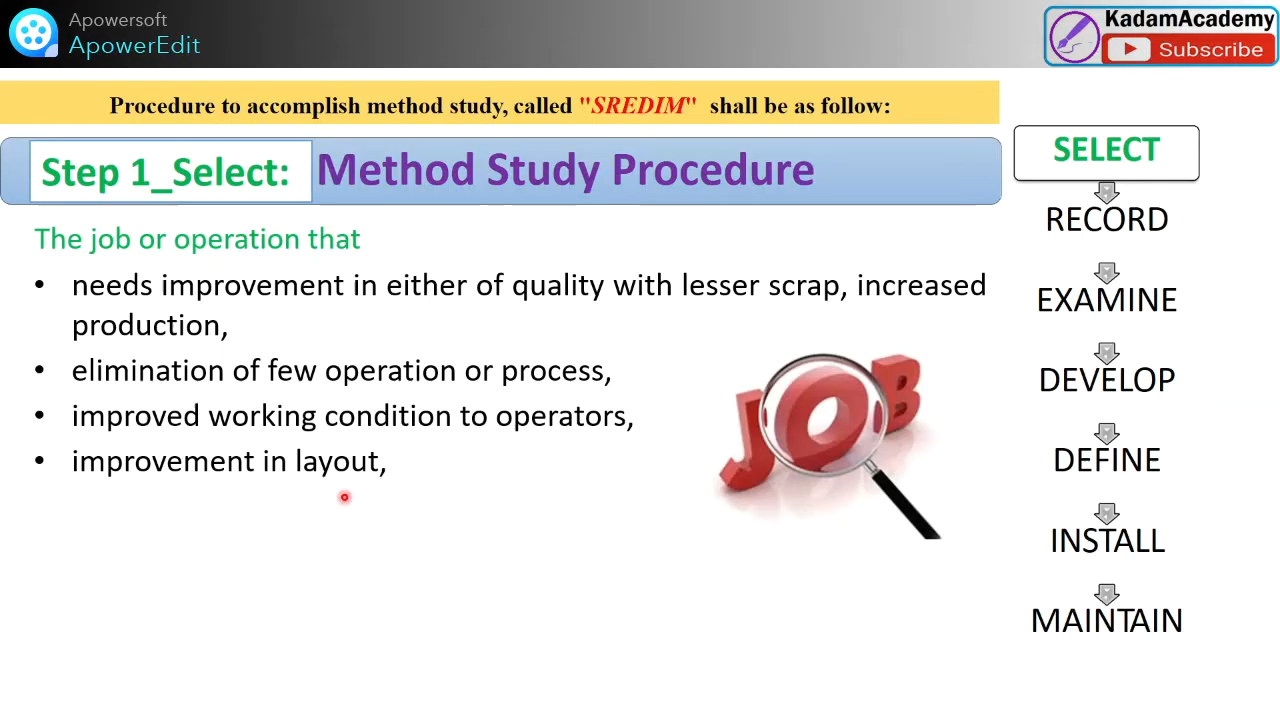 Apowersoft
ApowerEdit
KadamAcademy
Subscribe
Procedure to accomplish method study, called "SREDIM" shall be as follow:
Step 1_Select: Method Study Procedure
The job or operation that
• needs improvement in either of quality with lesser scrap, increased
production,
• elimination of few operation or process,
• improved working condition to operators,
• improvement in layout,
JOB
SELECT
RECORD
EXAMINE
DEVELOP
DEFINE
INSTALL
MAINTAIN